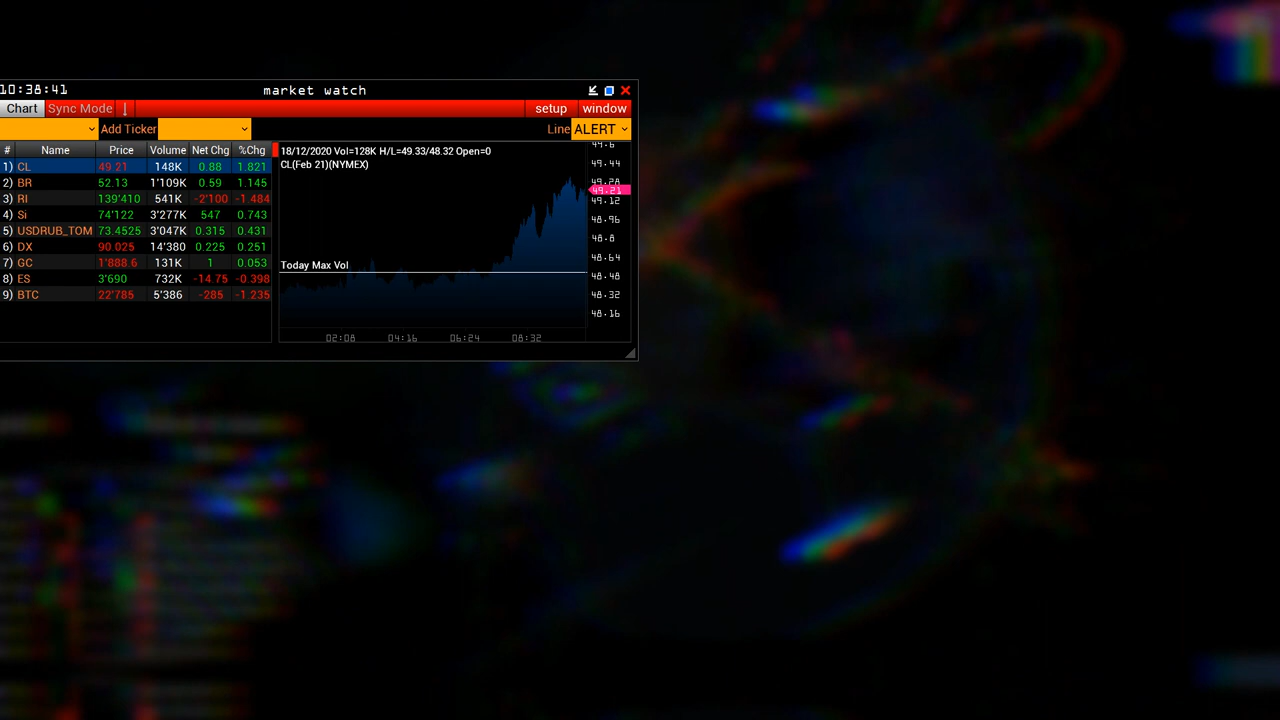 10:38:41 market watch
Chart Sync Mode ↓ setup window
Add Ticker Line ALERT
# Name Price Volume Net Chg %Chg
1) CL 49.21 148K 0.88 1.821
2) BR 52.13 1'109K 0.59 1.145
3) RI 139'410 541K -2'100 -1.484
4) Si 74'122 3'277K 547 0.743
5) USDRUB_TOM 73.4525 3'047K 0.315 0.431
6) DX 90.025 14'380 0.225 0.251
7) GC 1'888.6 131K 1 0.053
8) ES 3'690 732K -14.75 -0.398
9) BTC 22'785 5'386 -285 -1.235
18/12/2020 Vol=128K H/L=49.33/48.32 Open=0
CL(Feb 21)(NYMEX)
Today Max Vol
49.6
49.44
49.28
49.21
49.12
48.96
48.8
48.64
48.48
48.32
48.16
02:08 04:16 06:24 08:32